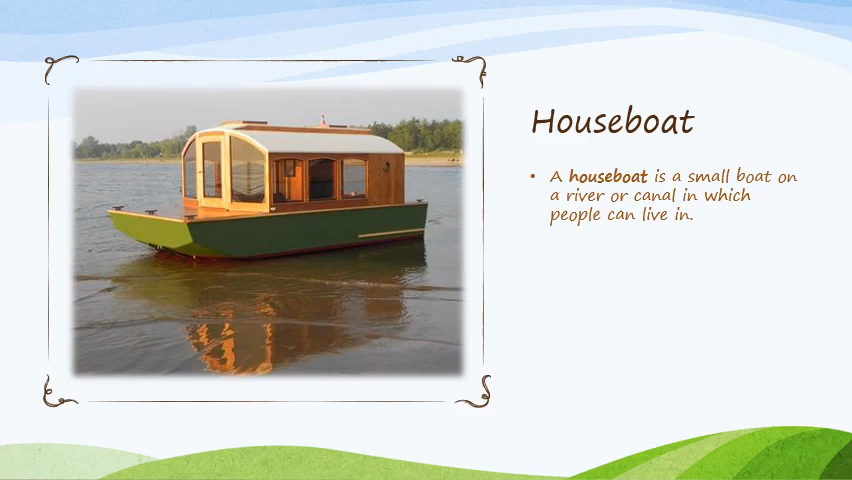 Houseboat
• A houseboat is a small boat on
a river or canal in which
people can live in.